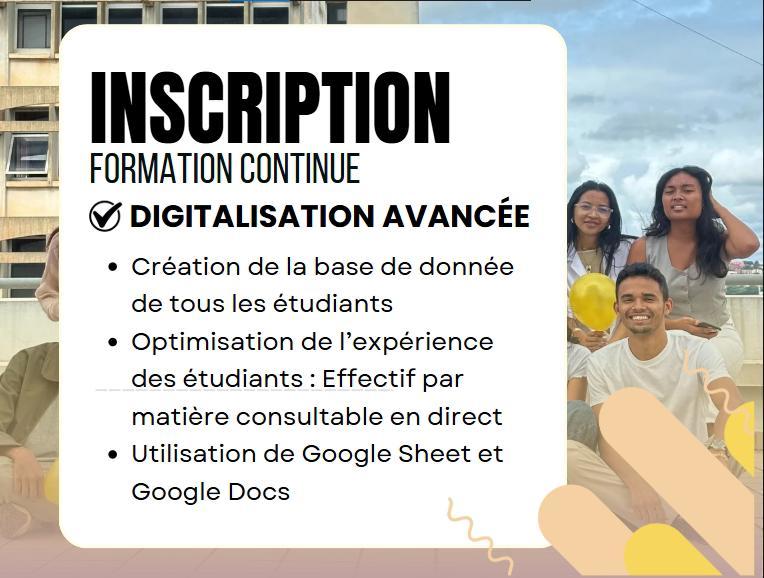 INSCRIPTION
FORMATION CONTINUE
DIGITALISATION AVANCÉE
• Création de la base de donnée
de tous les étudiants
• Optimisation de l’expérience
des étudiants : Effectif par
matière consultable en direct
• Utilisation de Google Sheet et
Google Docs